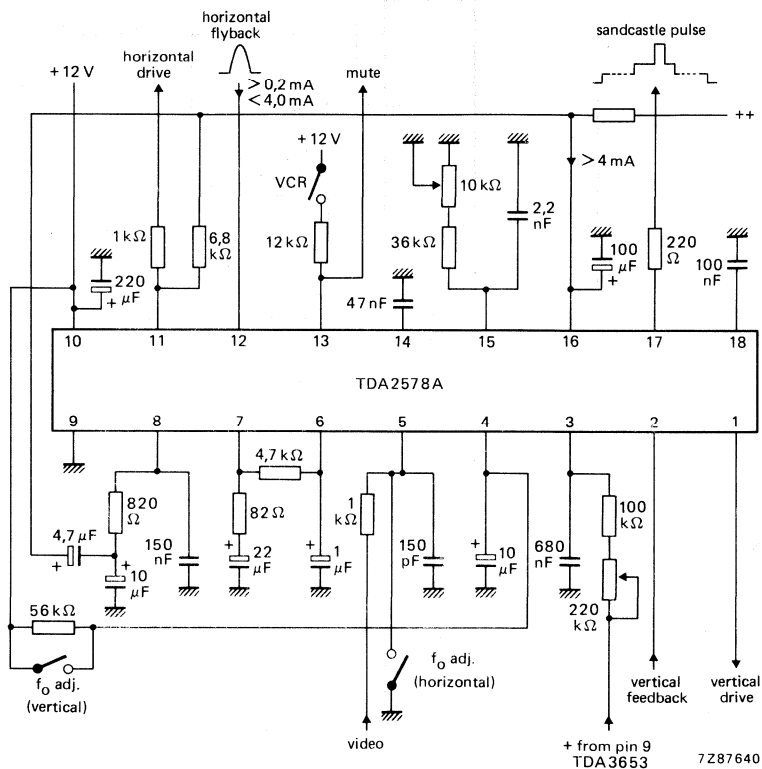 horizontal
flyback
sandcastle pulse
+12 V
horizontal
drive
> 0,2 mA
< 4,0 mA
mute
++
+12 V
> 4 mA
VCR
10 kΩ
2,2
nF
1 kΩ
6,8
kΩ
12 kΩ
36 kΩ
100
μF
+
220
Ω
100
nF
220
μF
+
47 nF
10
11
12
13
14
15
16
17
18
TDA2578A
9
8
7
6
5
4
3
2
1
4,7 kΩ
820
Ω
82 Ω
1
kΩ
100
kΩ
4,7 μF
+
+
10
μF
150
nF
+
22
μF
+
1
μF
150
pF
+
10
μF
680
nF
220
kΩ
56 kΩ
fo adj.
(vertical)
fo adj.
(horizontal)
vertical
feedback
vertical
drive
video
+ from pin 9
TDA3653
7Z87640